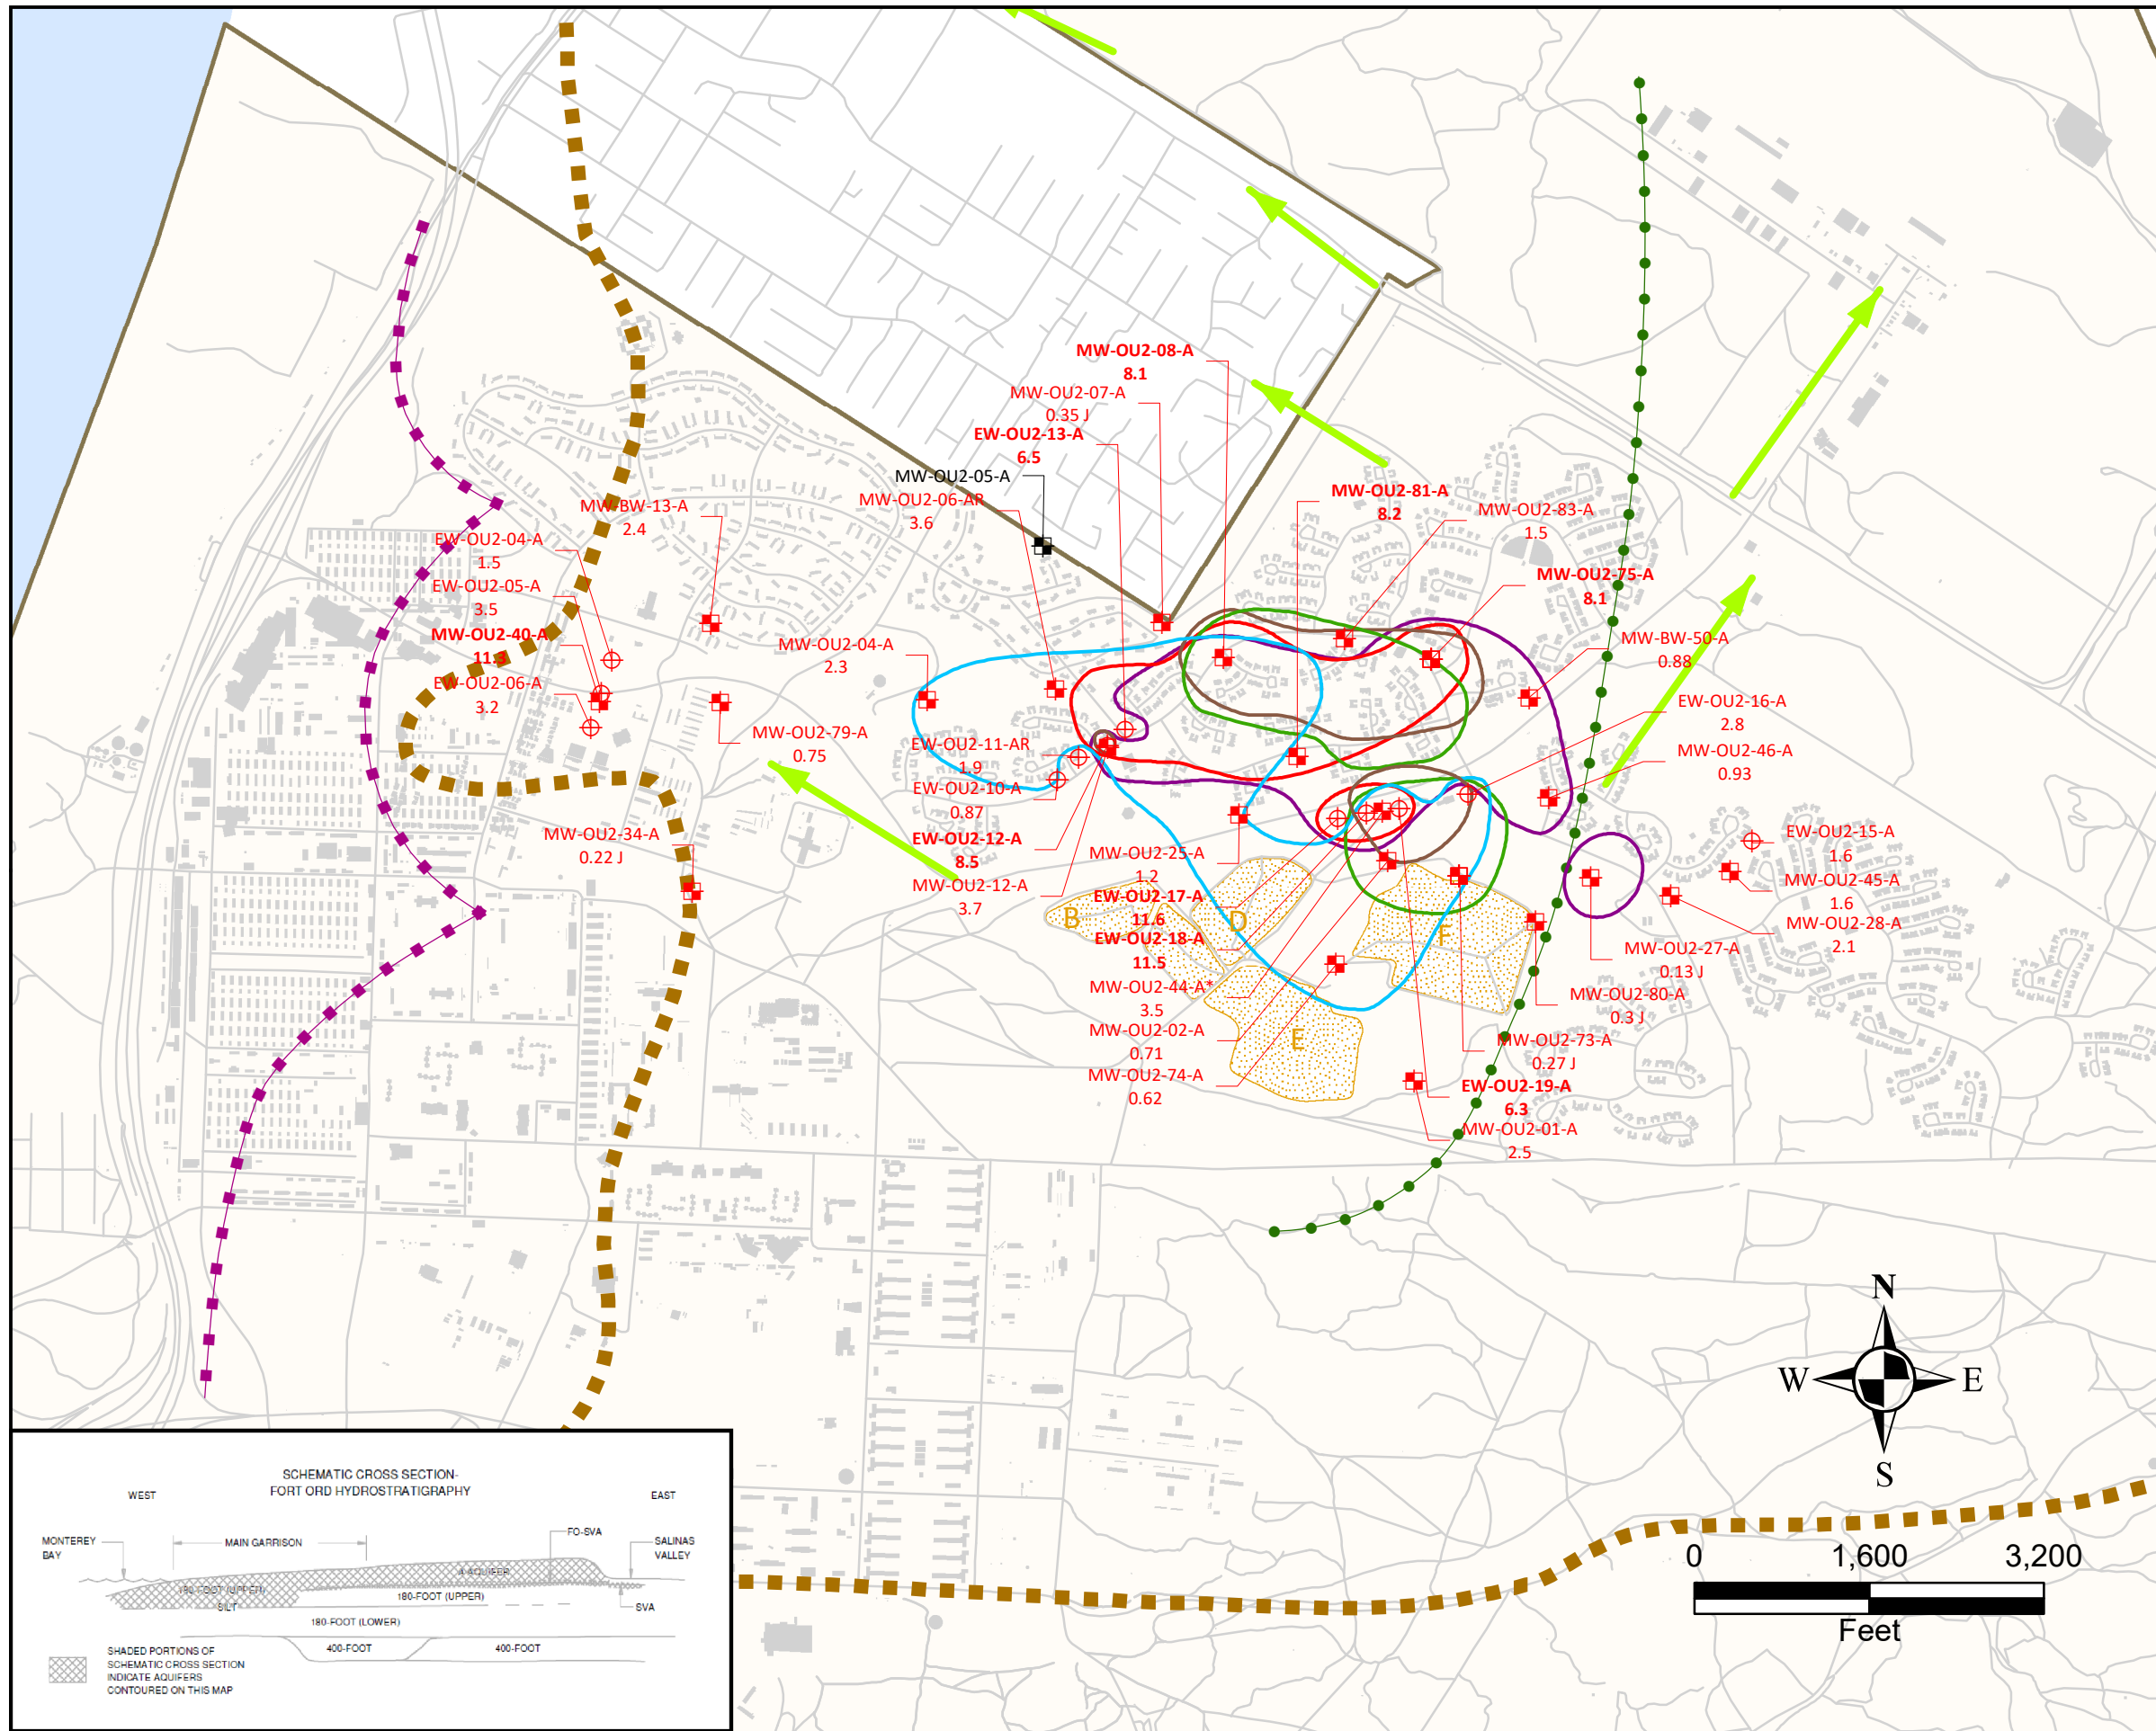 MW-OU2-08-A
8.1
MW-OU2-07-A
0.35 J
EW-OU2-13-A
6.5
MW-OU2-05-A
MW-OU2-06-AR
3.6
MW-BW-13-A
2.4
MW-OU2-81-A
8.2
MW-OU2-83-A
1.5
EW-OU2-04-A
1.5
EW-OU2-05-A
3.5
MW-OU2-75-A
8.1
MW-OU2-40-A
11.3
EW-OU2-06-A
3.2
MW-OU2-04-A
2.3
MW-BW-50-A
0.88
EW-OU2-16-A
2.8
MW-OU2-79-A
0.75
EW-OU2-11-AR
1.9
MW-OU2-46-A
0.93
EW-OU2-10-A
0.87
MW-OU2-34-A
0.22 J
EW-OU2-12-A
8.5
EW-OU2-15-A
1.6
MW-OU2-25-A
1.2
MW-OU2-12-A
3.7
MW-OU2-45-A
1.6
EW-OU2-17-A
11.6
B
D
F
MW-OU2-28-A
2.1
EW-OU2-18-A
11.5
MW-OU2-27-A
0.13 J
MW-OU2-44-A*
3.5
MW-OU2-80-A
0.3 J
MW-OU2-02-A
0.71
E
MW-OU2-73-A
0.27 J
MW-OU2-74-A
0.62
EW-OU2-19-A
6.3
MW-OU2-01-A
2.5
N
W E
S
0 1,600 3,200
Feet
SCHEMATIC CROSS SECTION-
FORT ORD HYDROSTRATIGRAPHY
WEST EAST
MONTEREY
BAY
MAIN GARRISON
FO-SVA
SALINAS
VALLEY
A-AQUIFER
180-FOOT (UPPER)
180-FOOT (UPPER)
SILT
SVA
180-FOOT (LOWER)
400-FOOT 400-FOOT
SHADED PORTIONS OF
SCHEMATIC CROSS SECTION
INDICATE AQUIFERS
CONTOURED ON THIS MAP